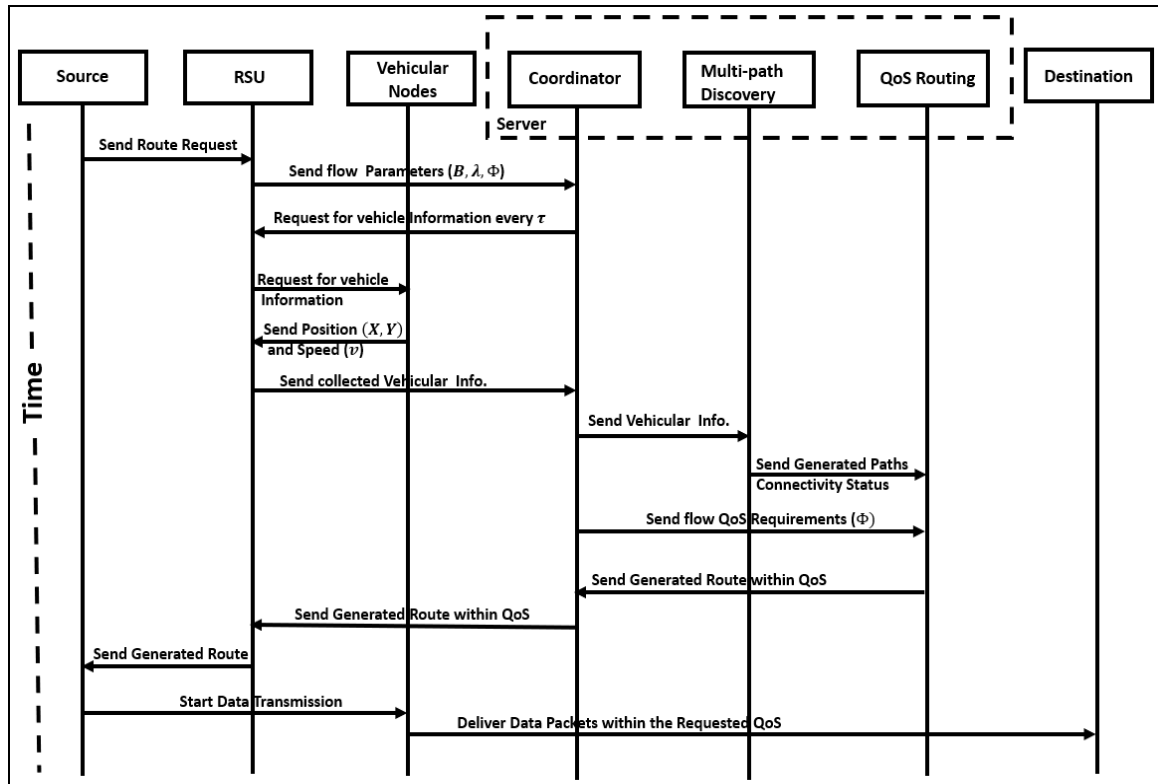 Source
RSU
Vehicular
Nodes
Coordinator
Multi-path
Discovery
QoS Routing
Destination
Server
Send Route Request
Send flow Parameters (B, λ, Φ)
Request for vehicle Information every τ
Request for vehicle
Information
Send Position (X, Y)
and Speed (v)
Send collected Vehicular Info.
Send Vehicular Info.
Send Generated Paths
Connectivity Status
Send flow QoS Requirements (Φ)
Send Generated Route within QoS
Send Generated Route within QoS
Send Generated Route
Start Data Transmission
Deliver Data Packets within the Requested QoS
Time